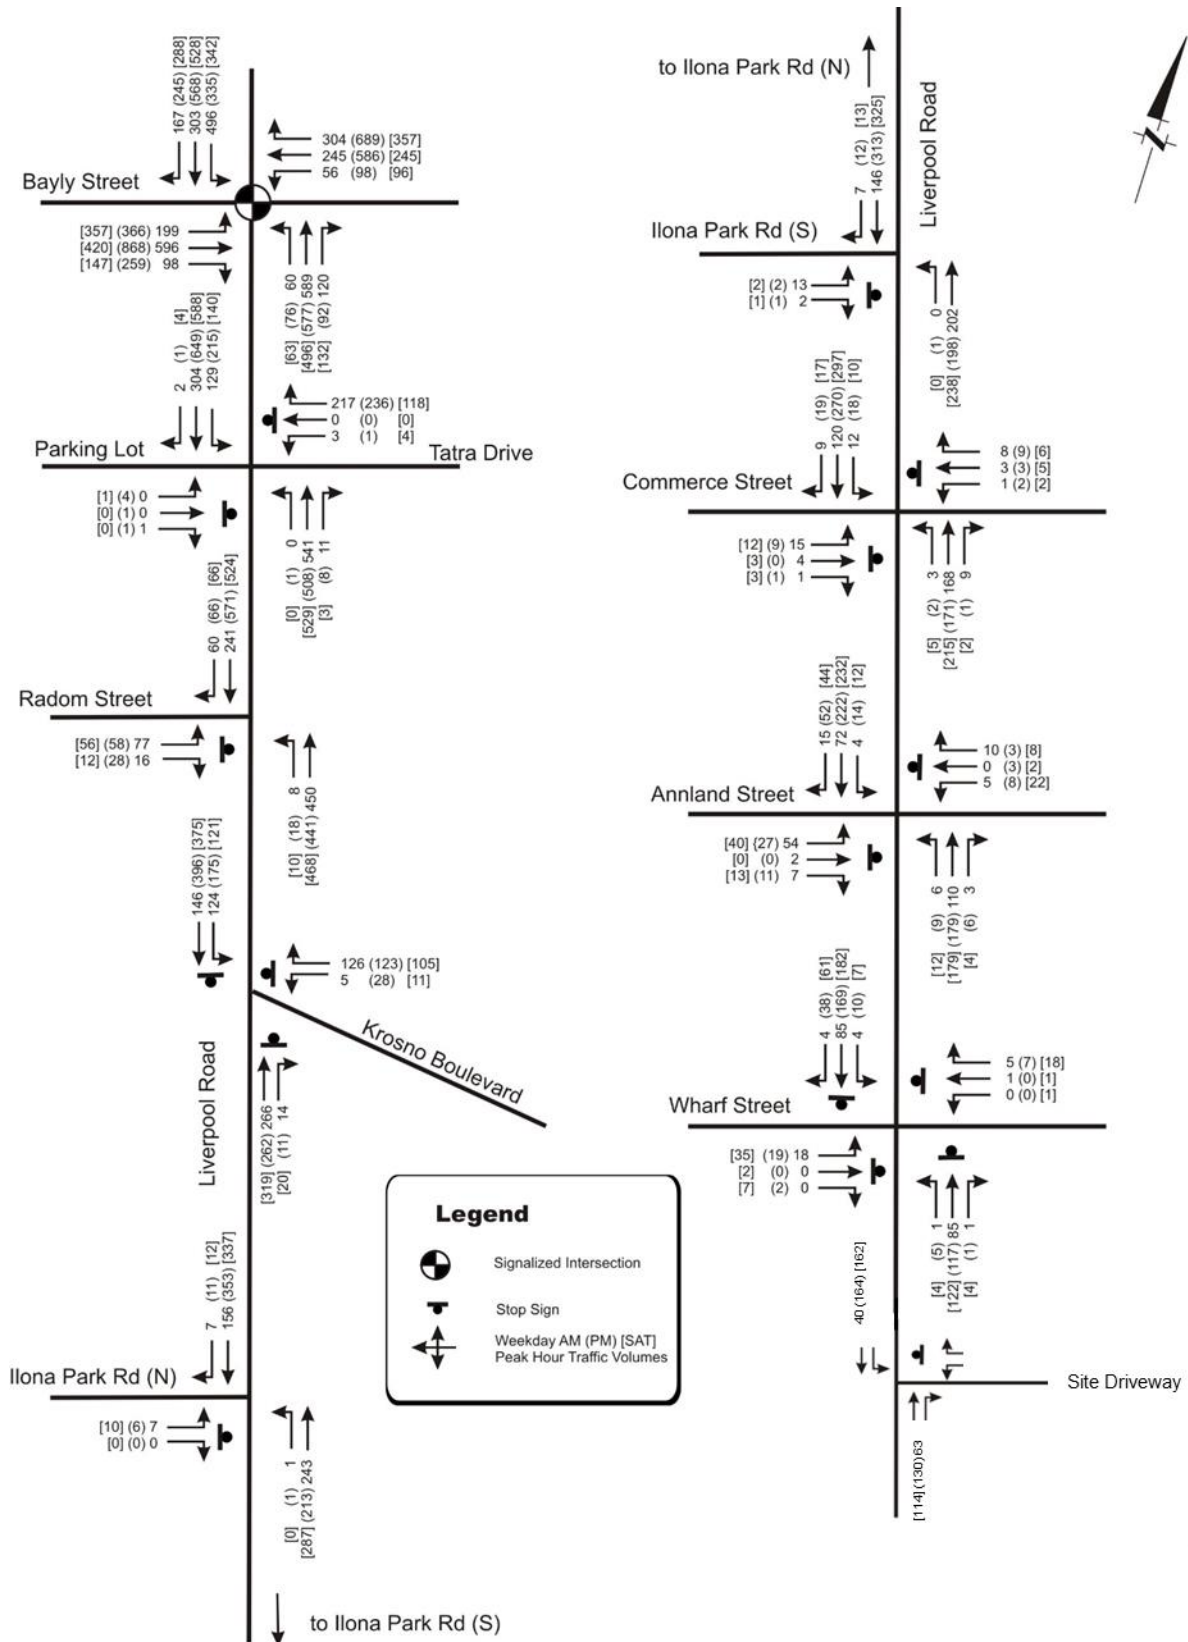 167 (245) [288]
303 (568) [528]
496 (335) [342]
304 (689) [357]
245 (586) [245]
56 (98) [96]
Bayly Street
[357] (366) 199
[420] (868) 596
[147] (259) 98
[63] (76) 60
[496] (577) 589
[132] (92) 120
2 (1) [4]
304 (649) [588]
129 (215) [140]
217 (236) [118]
0 (0) [0]
3 (1) [4]
Parking Lot
Tatra Drive
[1] (4) 0
[0] (1) 0
[0] (1) 1
[0] (1) 0
[529] (508) 541
[3] (8) 11
60 (66) [66]
241 (571) [524]
Radom Street
[56] (58) 77
[12] (28) 16
[10] (18) 8
[468] (441) 450
146 (396) [375]
124 (175) [121]
126 (123) [105]
5 (28) [11]
Krosno Boulevard
Liverpool Road
[319] (262) 266
[20] (11) 14
7 (11) [12]
156 (353) [337]
Ilona Park Rd (N)
[10] (6) 7
[0] (0) 0
[0] (1) 1
[287] (213) 243
to Ilona Park Rd (S)
Legend
Signalized Intersection
Stop Sign
Weekday AM (PM) [SAT]
Peak Hour Traffic Volumes
to Ilona Park Rd (N)
Liverpool Road
N
7 (12) [13]
146 (313) [325]
Ilona Park Rd (S)
[2] (2) 13
[1] (1) 2
[0] (1) 0
[238] (198) 202
9 (19) [17]
120 (270) [297]
12 (18) [10]
8 (9) [6]
3 (3) [5]
1 (2) [2]
Commerce Street
[12] (9) 15
[3] (0) 4
[3] (1) 1
[5] (2) 3
[215] (171) 168
[2] (1) 9
15 (52) [44]
72 (222) [232]
4 (14) [12]
10 (3) [8]
0 (3) [2]
5 (8) [22]
Annland Street
[40] (27) 54
[0] (0) 2
[13] (11) 7
[12] (9) 6
[179] (179) 110
[4] (6) 3
4 (38) [61]
85 (169) [182]
4 (10) [7]
5 (7) [18]
1 (0) [1]
0 (0) [1]
Wharf Street
[35] (19) 18
[2] (0) 0
[7] (2) 0
[4] (5) 1
[122] (117) 85
[4] (1) 1
40 (164) [162]
Site Driveway
[114] (130) 63